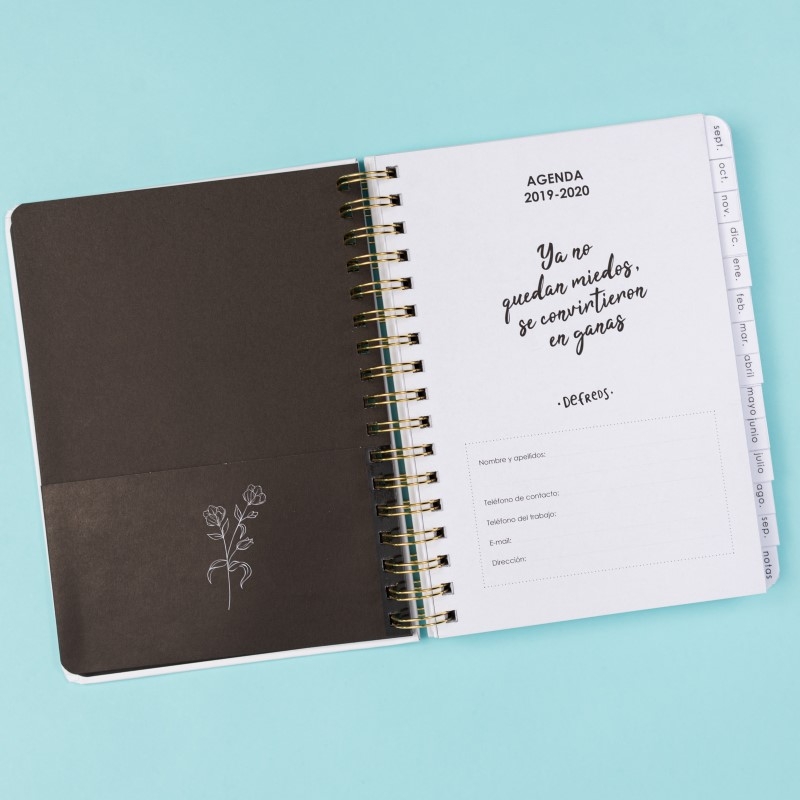 AGENDA
2019-2020
Ya no
quedan miedos,
se convirtieron
en ganas
·DEFREDS·
Nombre y apellidos:
Teléfono de contacto:
Teléfono del trabajo:
E-mail:
Dirección:
sept.
oct.
nov.
dic.
ene.
feb.
mar.
abril
mayo
junio
julio
ago.
sep.
notas